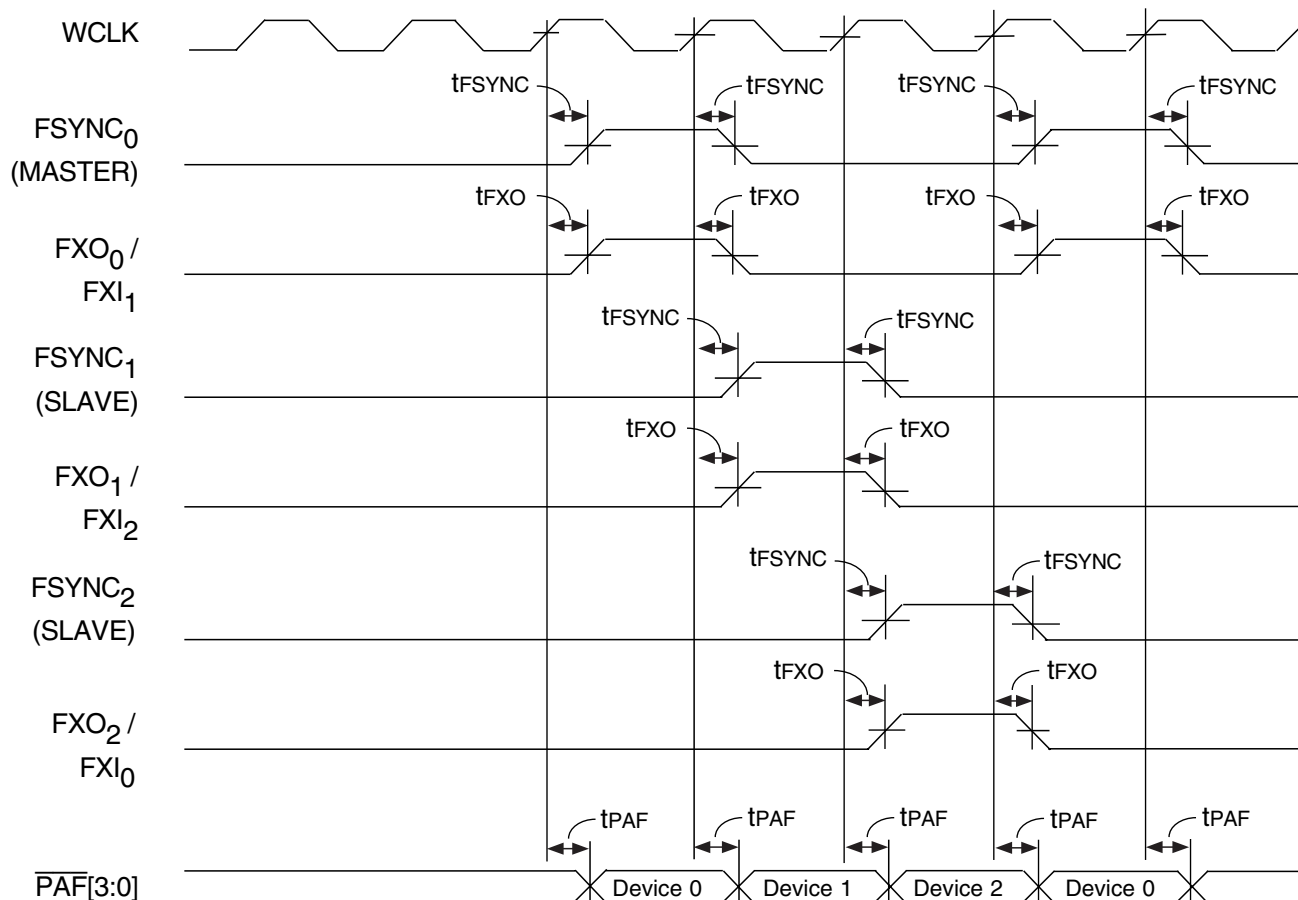 WCLK
tFSYNC tFSYNC tFSYNC tFSYNC
FSYNC0
(MASTER)
tFXO tFXO tFXO tFXO
FXO0 /
FXI1
tFSYNC tFSYNC
FSYNC1
(SLAVE)
tFXO tFXO
FXO1 /
FXI2
tFSYNC tFSYNC
FSYNC2
(SLAVE)
tFXO tFXO
FXO2 /
FXI0
tPAF tPAF tPAF tPAF tPAF
PAF[3:0] Device 0 Device 1 Device 2 Device 0